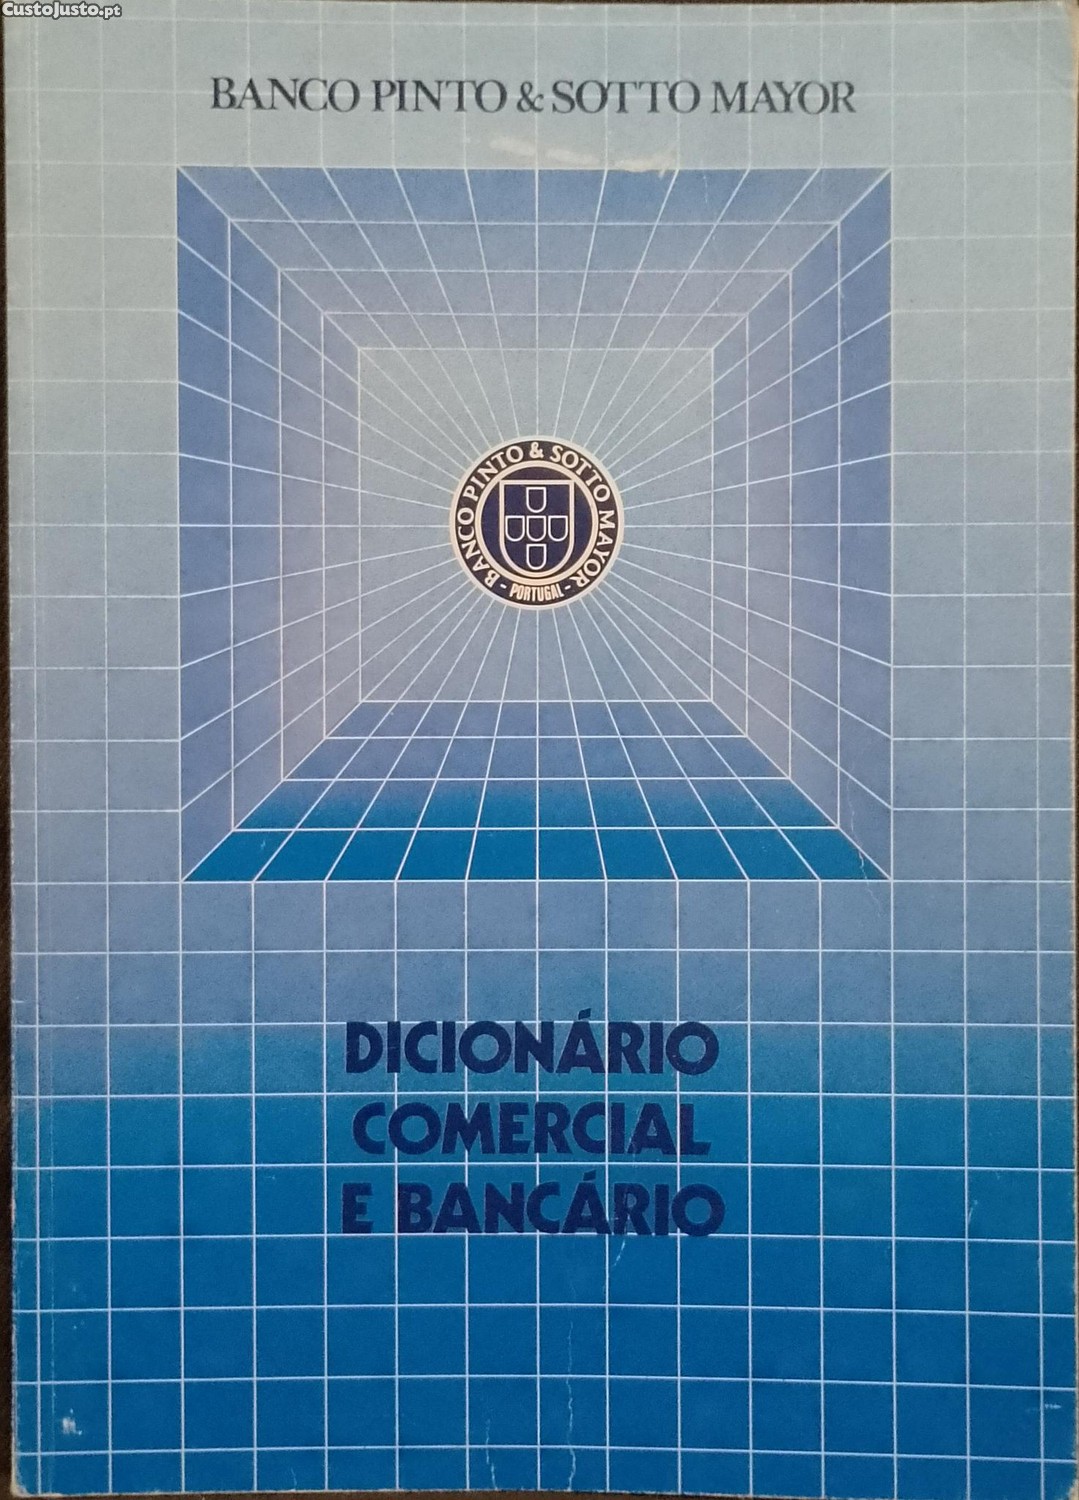 CustoJusto.pt
BANCO PINTO & SOTTO MAYOR
BANCO PINTO & SOTTO MAYOR
- PORTUGAL -
DICIONÁRIO
COMERCIAL
E BANCÁRIO